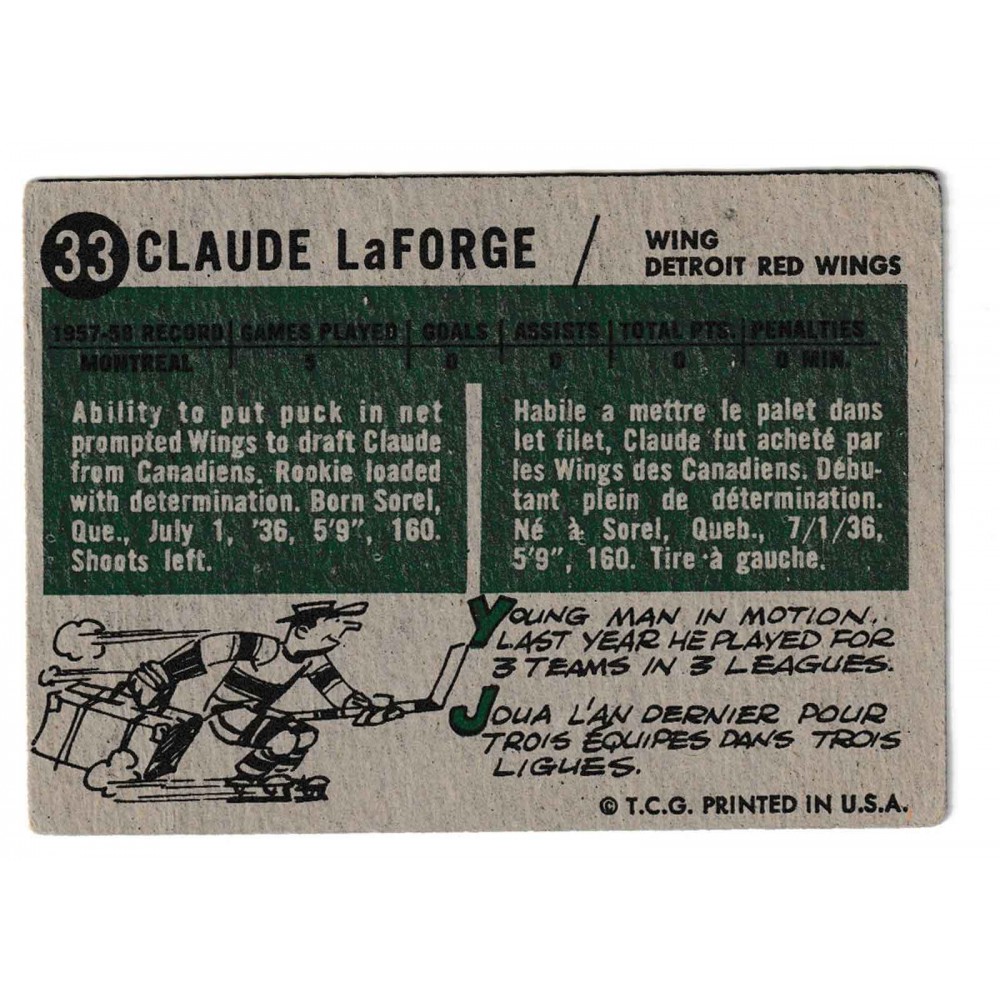 33 CLAUDE LaFORGE / WING
DETROIT RED WINGS
1957-58 RECORD GAMES PLAYED GOALS ASSISTS TOTAL PTS. PENALTIES
MONTREAL 5 0 0 0 0 MIN.
Ability to put puck in net
prompted Wings to draft Claude
from Canadiens. Rookie loaded
with determination. Born Sorel,
Que., July 1, '36, 5'9", 160.
Shoots left.
Habile a mettre le palet dans
let filet, Claude fut acheté par
les Wings des Canadiens. Débu-
tant plein de détermination.
Né à Sorel, Queb., 7/1/36,
5'9", 160. Tire à gauche.
YOUNG MAN IN MOTION.
LAST YEAR HE PLAYED FOR
3 TEAMS IN 3 LEAGUES.
JOUA L'AN DERNIER POUR
TROIS ÉQUIPES DANS TROIS
LIGUES.
© T.C.G. PRINTED IN U.S.A.